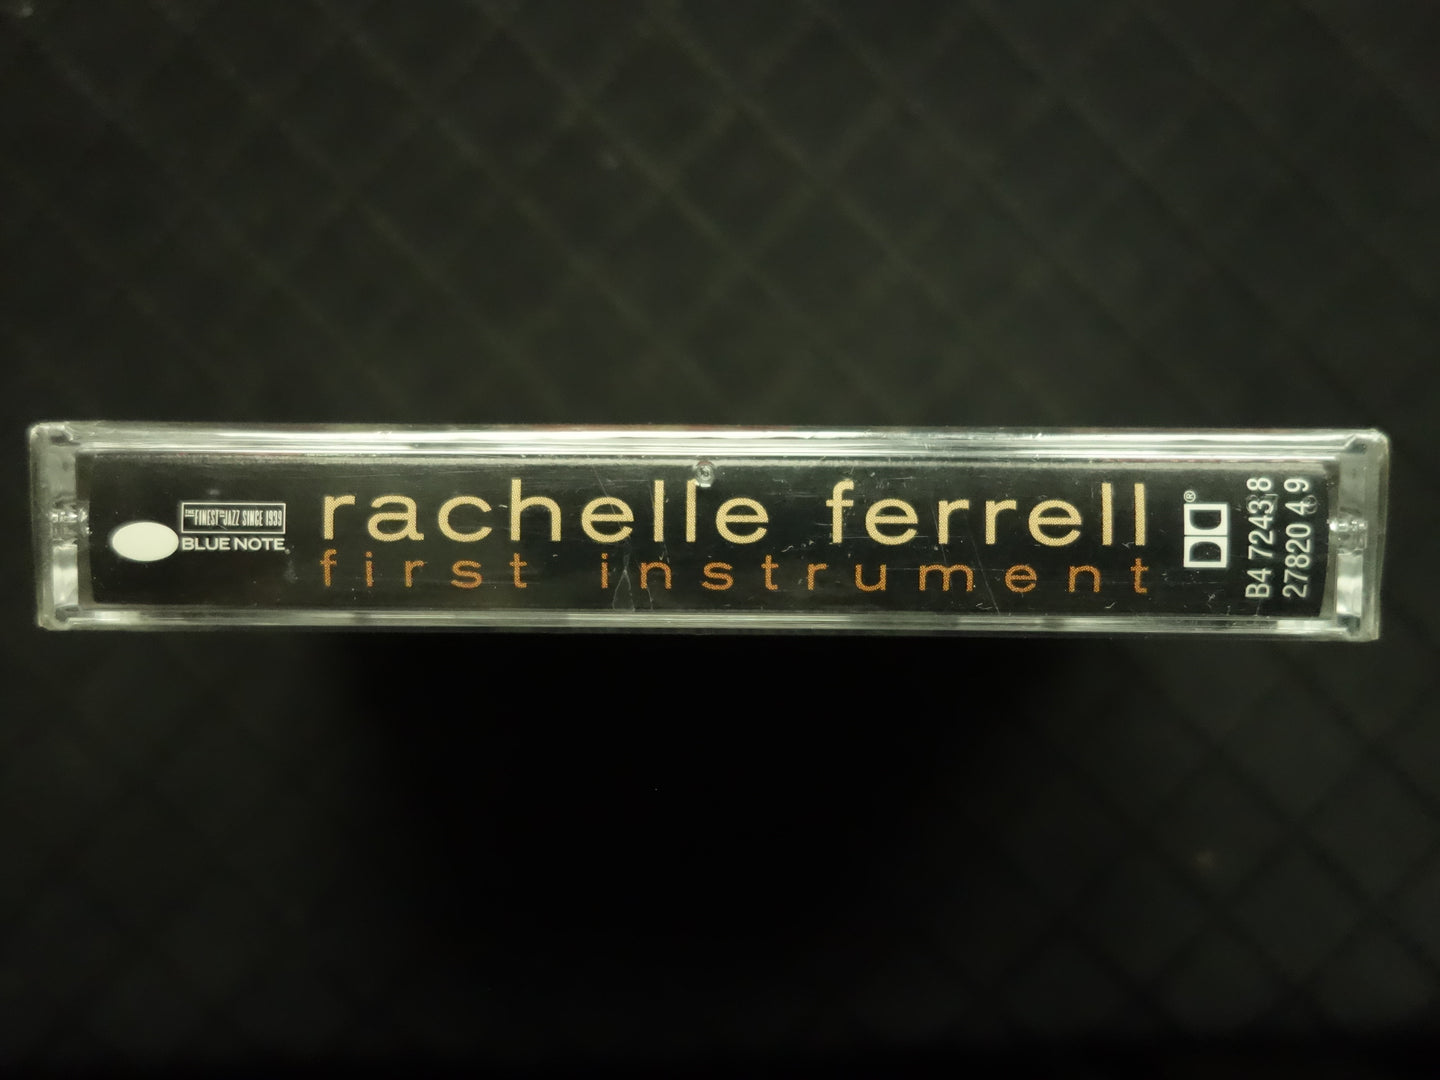 THE FINEST IN JAZZ SINCE 1939
BLUE NOTE®
rachelle ferrell
first instrument
®
B4 7243 8
27820 4 9